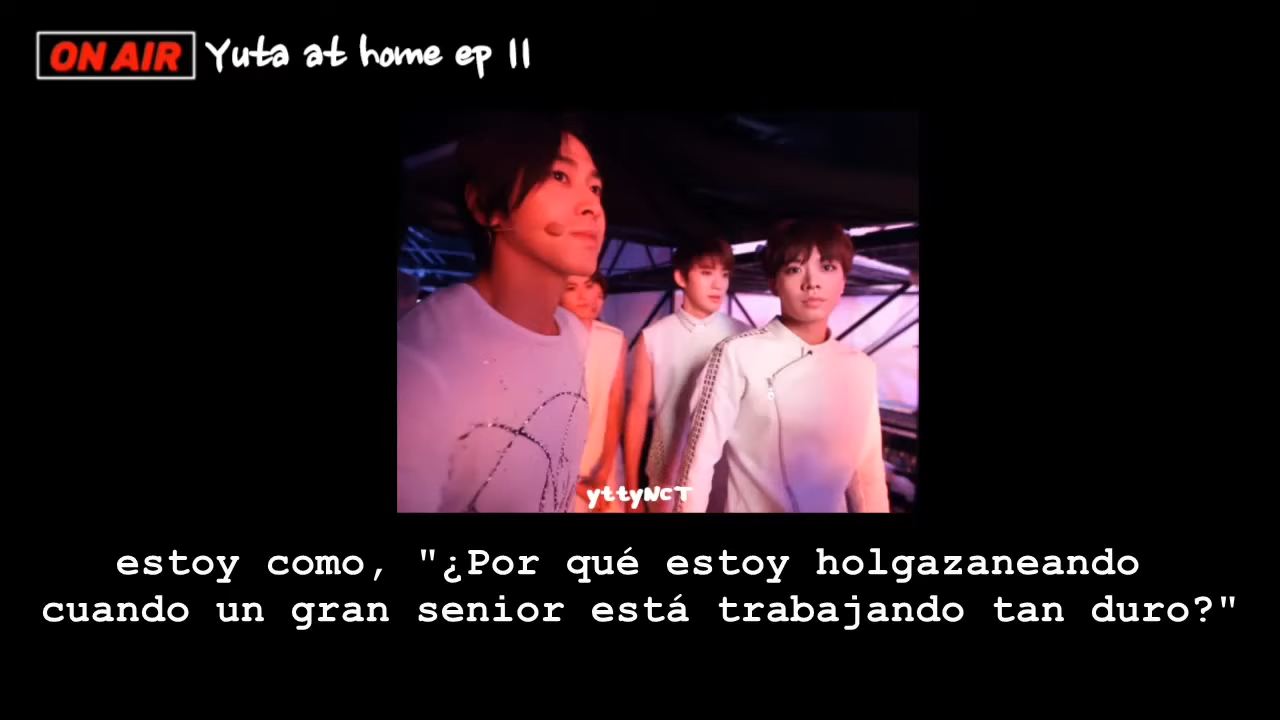 ON AIR Yuta at home ep 11
yttyNCT
estoy como, "¿Por qué estoy holgazaneando
cuando un gran senior está trabajando tan duro?"